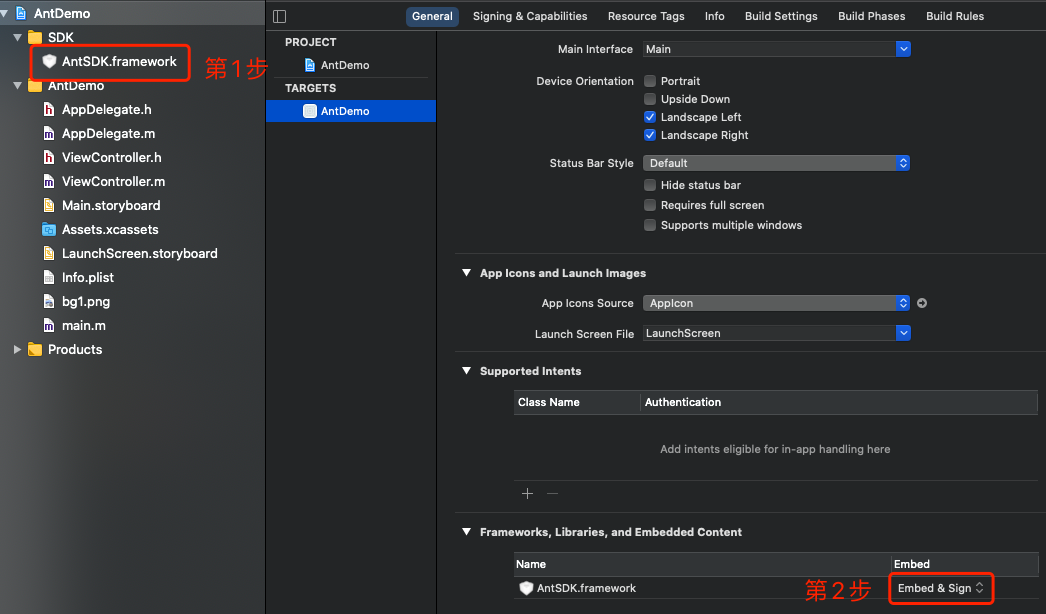 AntDemo
SDK
AntSDK.framework
第1步
AntDemo
AppDelegate.h
AppDelegate.m
ViewController.h
ViewController.m
Main.storyboard
Assets.xcassets
LaunchScreen.storyboard
Info.plist
bg1.png
main.m
Products
PROJECT
AntDemo
TARGETS
AntDemo
General Signing & Capabilities Resource Tags Info Build Settings Build Phases Build Rules
Main Interface Main
Device Orientation Portrait
Upside Down
Landscape Left
Landscape Right
Status Bar Style Default
Hide status bar
Requires full screen
Supports multiple windows
App Icons and Launch Images
App Icons Source AppIcon
Launch Screen File LaunchScreen
Supported Intents
Class Name Authentication
Add intents eligible for in-app handling here
Frameworks, Libraries, and Embedded Content
Name Embed
AntSDK.framework 第2步 Embed & Sign